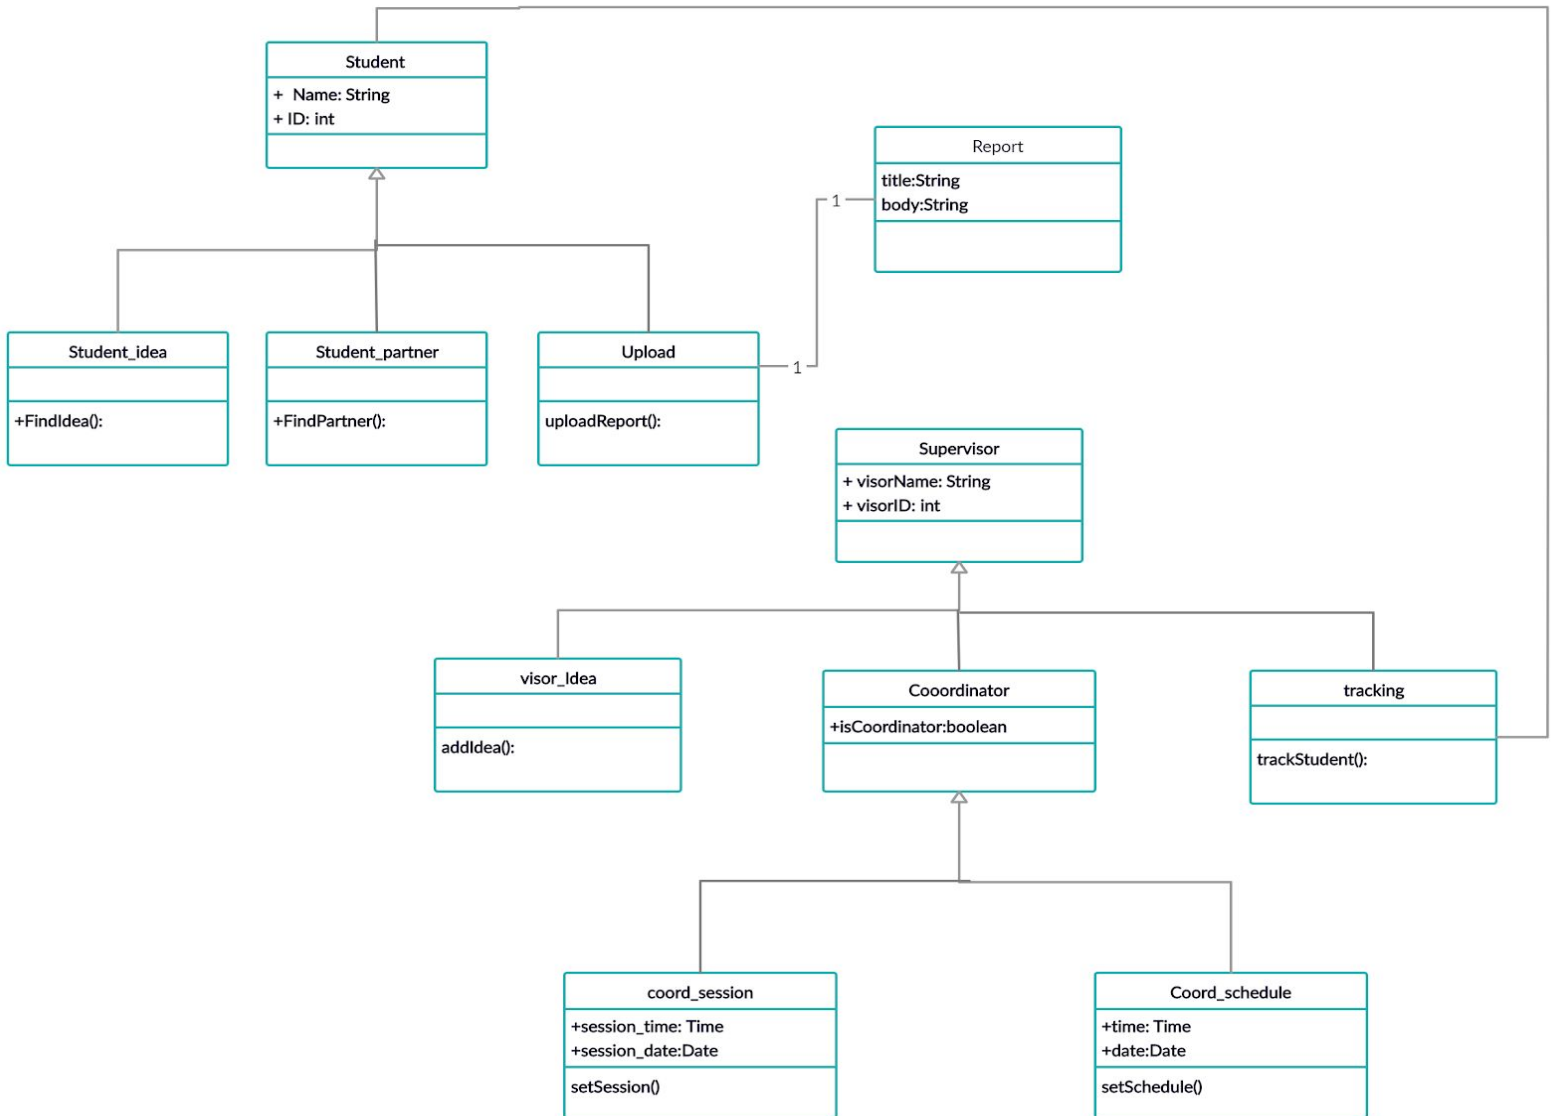 Student
+ Name: String
+ ID: int
Report
title:String
body:String
1
Student_idea
+FindIdea():
Student_partner
+FindPartner():
Upload
uploadReport():
1
Supervisor
+ visorName: String
+ visorID: int
visor_Idea
addIdea():
Cooordinator
+isCoordinator:boolean
tracking
trackStudent():
coord_session
+session_time: Time
+session_date:Date
setSession()
Coord_schedule
+time: Time
+date:Date
setSchedule()